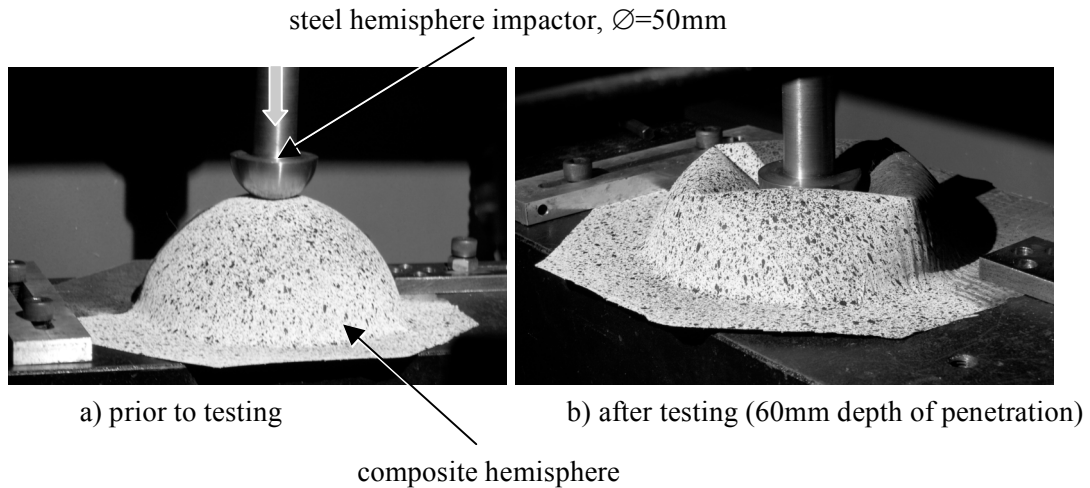 steel hemisphere impactor, ∅=50mm
a) prior to testing
b) after testing (60mm depth of penetration)
composite hemisphere